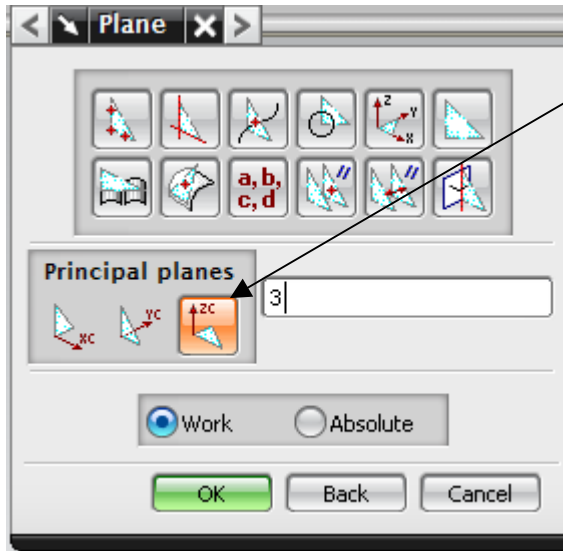 < Plane X >
Z Y X
a, b, c, d
Principal planes
XC YC ZC
3
Work Absolute
OK Back Cancel